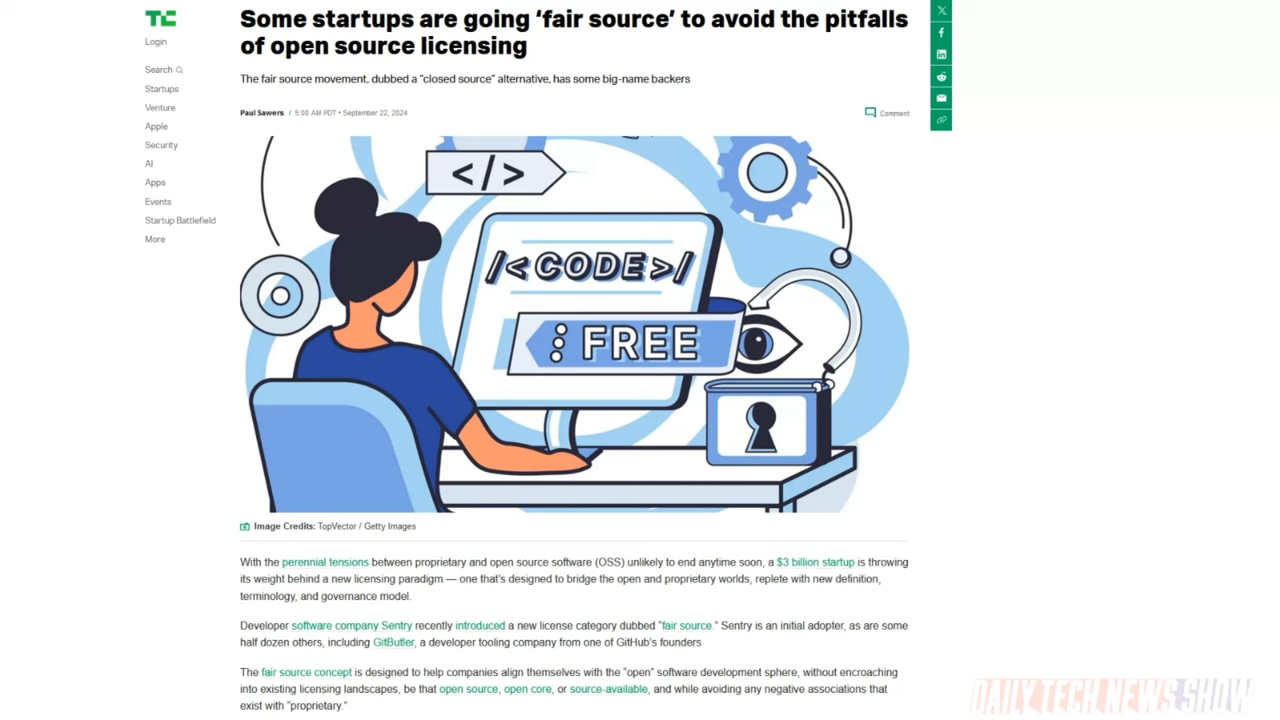 TC
Login
Search
Startups
Venture
Apple
Security
AI
Apps
Events
Startup Battlefield
More
Some startups are going ‘fair source’ to avoid the pitfalls
of open source licensing
The fair source movement, dubbed a “closed source” alternative, has some big-name backers
Paul Sawers / 5:00 AM PDT • September 22, 2024
Comment
</>
/<CODE>/
FREE
Image Credits: TopVector / Getty Images
With the perennial tensions between proprietary and open source software (OSS) unlikely to end anytime soon, a $3 billion startup is throwing
its weight behind a new licensing paradigm — one that’s designed to bridge the open and proprietary worlds, replete with new definition,
terminology, and governance model.
Developer software company Sentry recently introduced a new license category dubbed “fair source.” Sentry is an initial adopter, as are some
half dozen others, including GitButler, a developer tooling company from one of GitHub’s founders
The fair source concept is designed to help companies align themselves with the “open” software development sphere, without encroaching
into existing licensing landscapes, be that open source, open core, or source-available, and while avoiding any negative associations that
exist with “proprietary.”
DAILY TECH NEWS SHOW